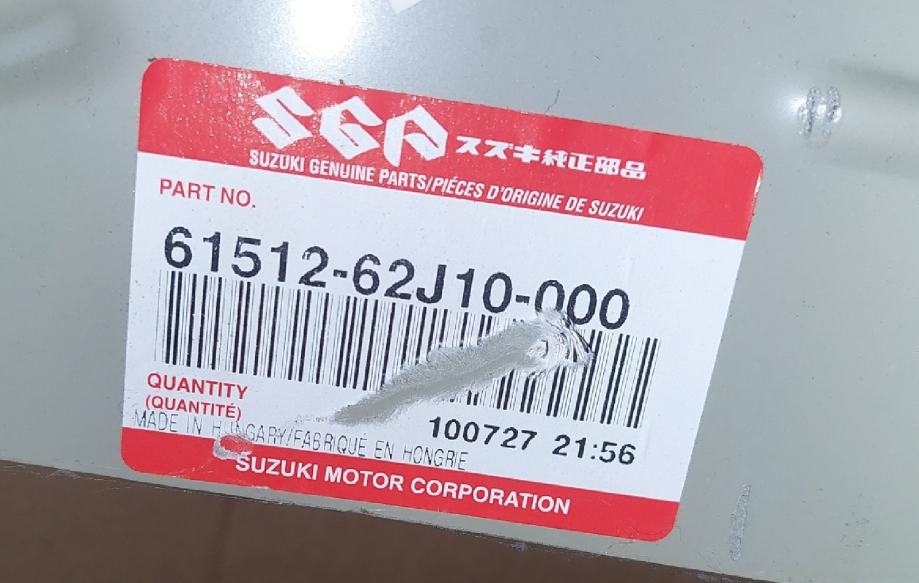 SGP スズキ純正部品
SUZUKI GENUINE PARTS/PIÉCES D'ORIGINE DE SUZUKI
PART NO.
61512-62J10-000
QUANTITY
(QUANTITÉ)
100727 21:56
MADE IN HUNGARY/FABRIQUÉ EN HONGRIE
SUZUKI MOTOR CORPORATION